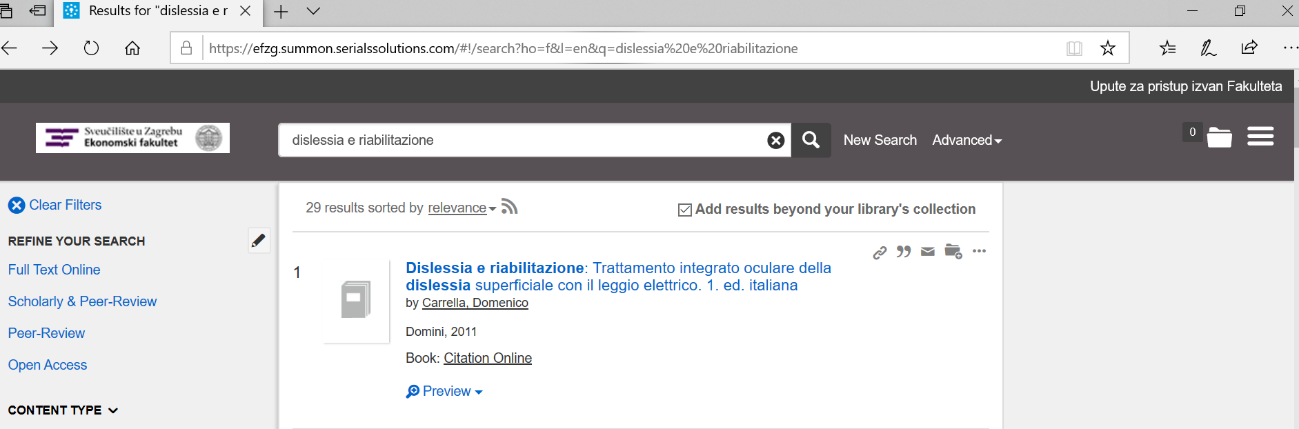 Results for "dislessia e r
https://efzg.summon.serialssolutions.com/#!/search?ho=f&l=en&q=dislessia%20e%20riabilitazione
Upute za pristup izvan Fakulteta
Sveučilište u Zagrebu
Ekonomski fakultet
dislessia e riabilitazione
New Search
Advanced
0
Clear Filters
REFINE YOUR SEARCH
Full Text Online
Scholarly & Peer-Review
Peer-Review
Open Access
CONTENT TYPE
29 results sorted by relevance
Add results beyond your library's collection
1
Dislessia e riabilitazione: Trattamento integrato oculare della
dislessia superficiale con il leggio elettrico. 1. ed. italiana
by Carrella, Domenico
Domini, 2011
Book: Citation Online
Preview